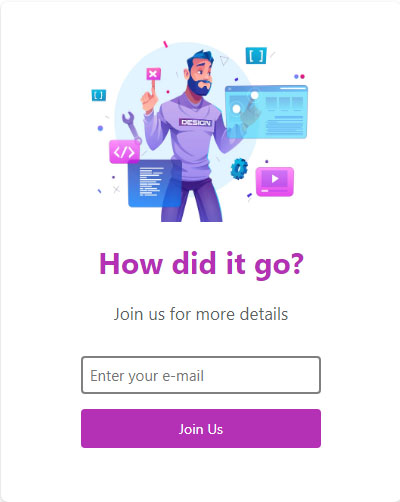 DESIGN
How did it go?
Join us for more details
Enter your e-mail
Join Us